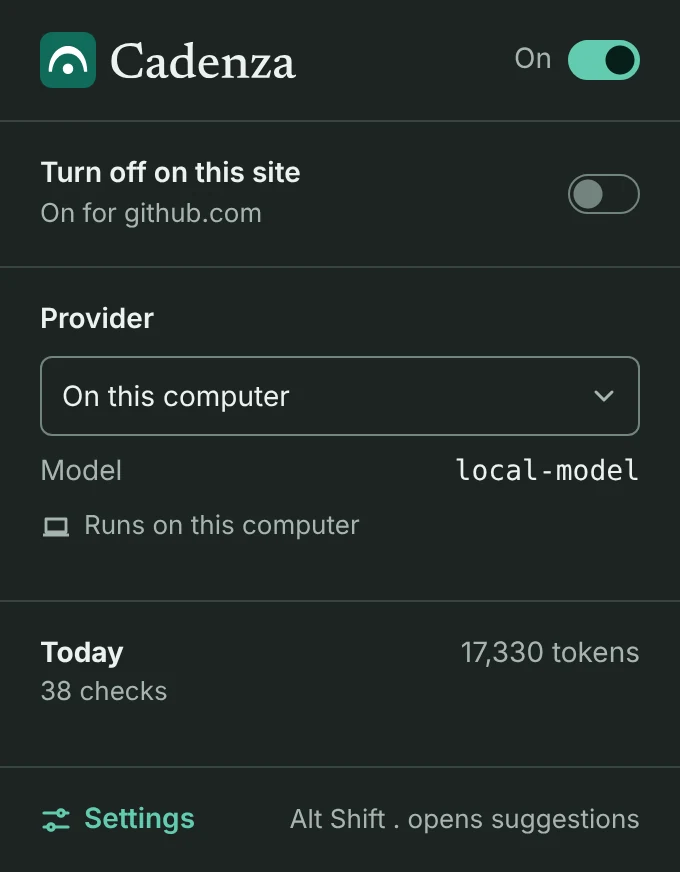 Cadenza
On
Turn off on this site
On for github.com
Provider
On this computer
Model local-model
Runs on this computer
Today 17,330 tokens
38 checks
Settings Alt Shift . opens suggestions